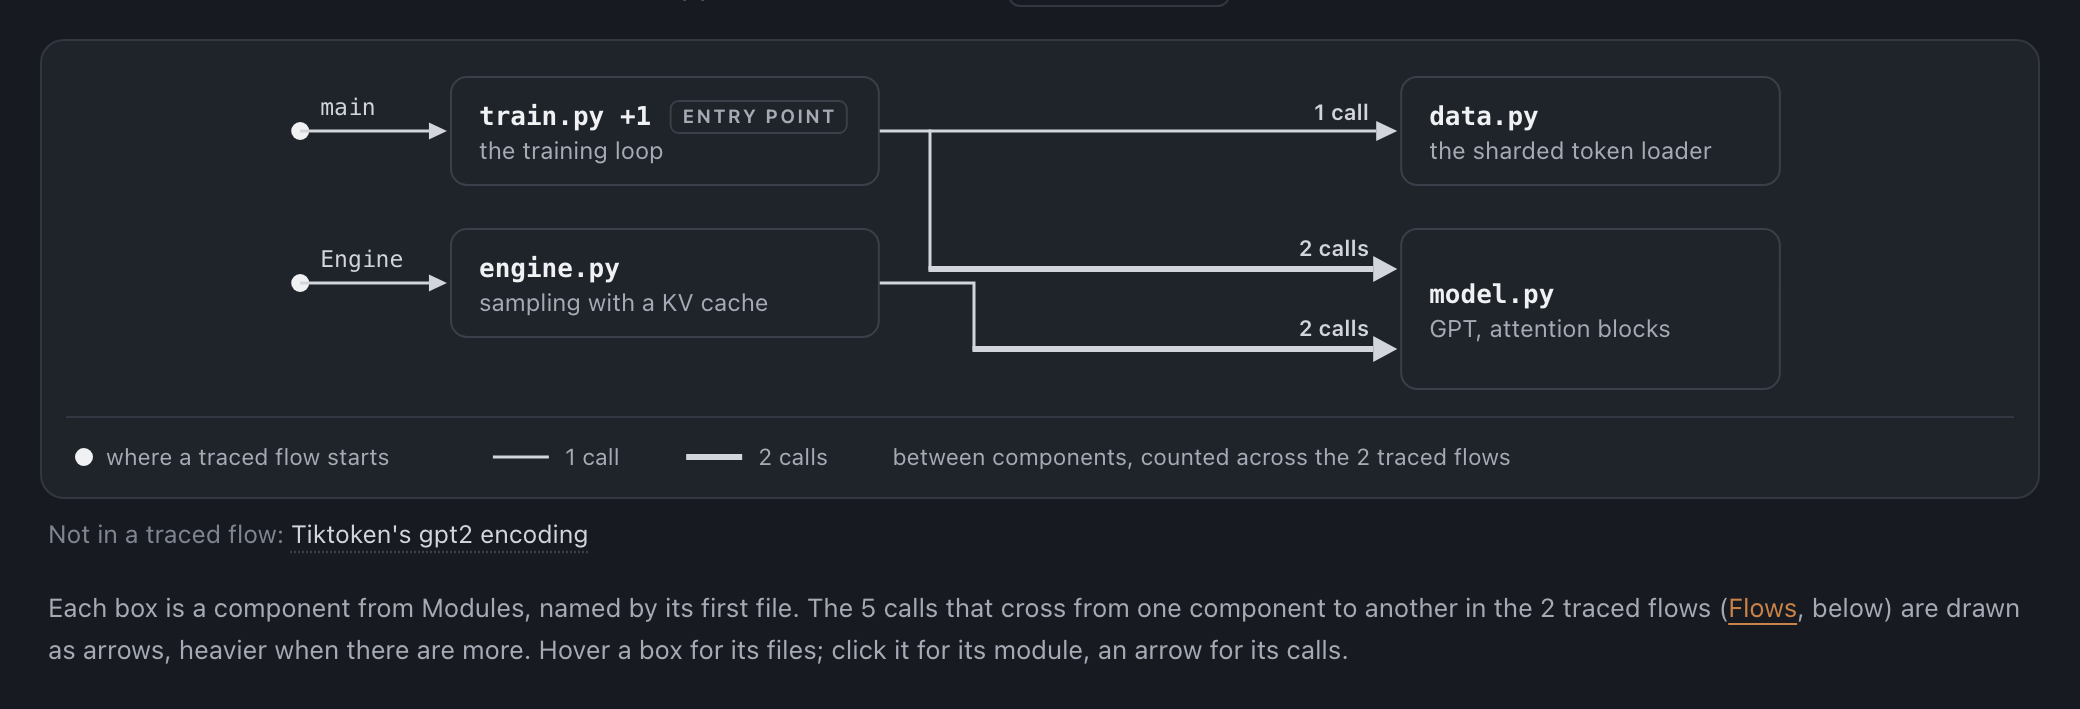 main
train.py +1 ENTRY POINT
the training loop
1 call
data.py
the sharded token loader
Engine
engine.py
sampling with a KV cache
2 calls
2 calls
model.py
GPT, attention blocks
where a traced flow starts
1 call
2 calls
between components, counted across the 2 traced flows
Not in a traced flow: Tiktoken's gpt2 encoding
Each box is a component from Modules, named by its first file. The 5 calls that cross from one component to another in the 2 traced flows (Flows, below) are drawn
as arrows, heavier when there are more. Hover a box for its files; click it for its module, an arrow for its calls.